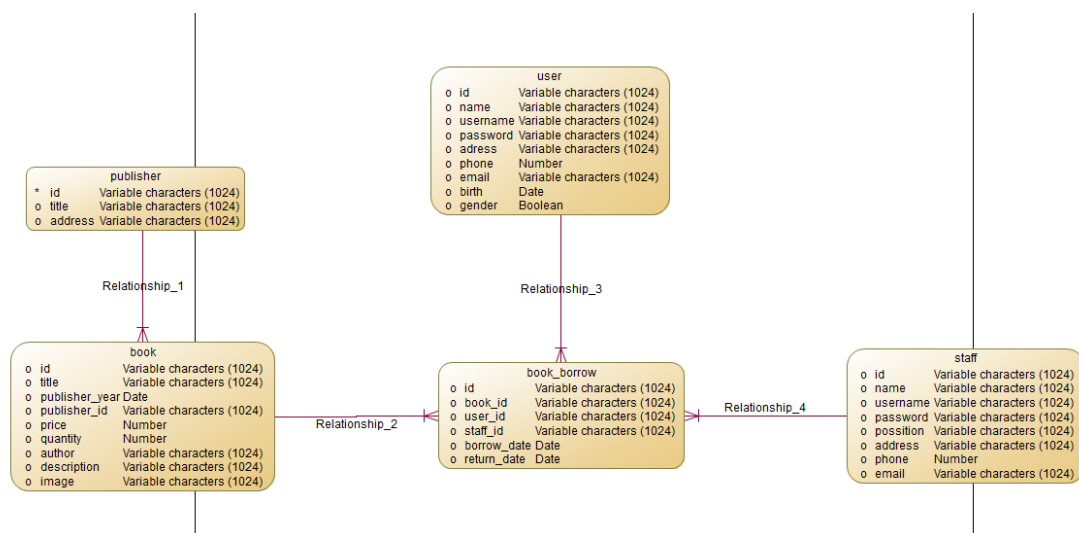 user
o id Variable characters (1024)
o name Variable characters (1024)
o username Variable characters (1024)
o password Variable characters (1024)
o adress Variable characters (1024)
o phone Number
o email Variable characters (1024)
o birth Date
o gender Boolean
publisher
* id Variable characters (1024)
o title Variable characters (1024)
o address Variable characters (1024)
Relationship_1
Relationship_3
book
o id Variable characters (1024)
o title Variable characters (1024)
o publisher_year Date
o publisher_id Variable characters (1024)
o price Number
o quantity Number
o author Variable characters (1024)
o description Variable characters (1024)
o image Variable characters (1024)
Relationship_2
book_borrow
o id Variable characters (1024)
o book_id Variable characters (1024)
o user_id Variable characters (1024)
o staff_id Variable characters (1024)
o borrow_date Date
o return_date Date
Relationship_4
staff
o id Variable characters (1024)
o name Variable characters (1024)
o username Variable characters (1024)
o password Variable characters (1024)
o possition Variable characters (1024)
o address Variable characters (1024)
o phone Number
o email Variable characters (1024)